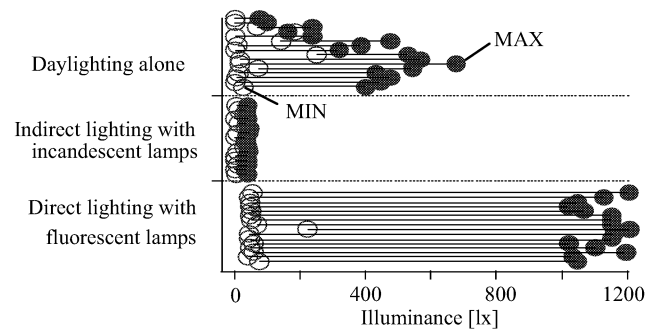 MAX
Daylighting alone
MIN
Indirect lighting with
incandescent lamps
Direct lighting with
fluorescent lamps
0 400 800 1200
Illuminance [lx]